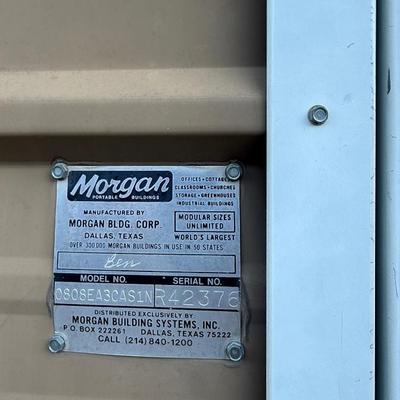 Morgan
PORTABLE BUILDINGS
OFFICES • COTTAGES
CLASSROOMS • CHURCHES
STORAGE • GREENHOUSES
INDUSTRIAL BUILDINGS
MANUFACTURED BY
MORGAN BLDG. CORP.
DALLAS, TEXAS
MODULAR SIZES
UNLIMITED
WORLD'S LARGEST
OVER 300,000 MORGAN BUILDINGS IN USE IN 50 STATES
Ben
MODEL NO. SERIAL NO.
0808EA3CAS1N R42376
DISTRIBUTED EXCLUSIVELY BY:
MORGAN BUILDING SYSTEMS, INC.
P.O. BOX 222261 DALLAS, TEXAS 75222
CALL (214) 840-1200